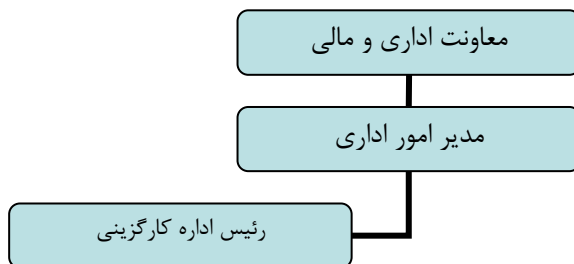 معاونت اداری و مالی
مدیر امور اداری
رئیس اداره کارگزینی